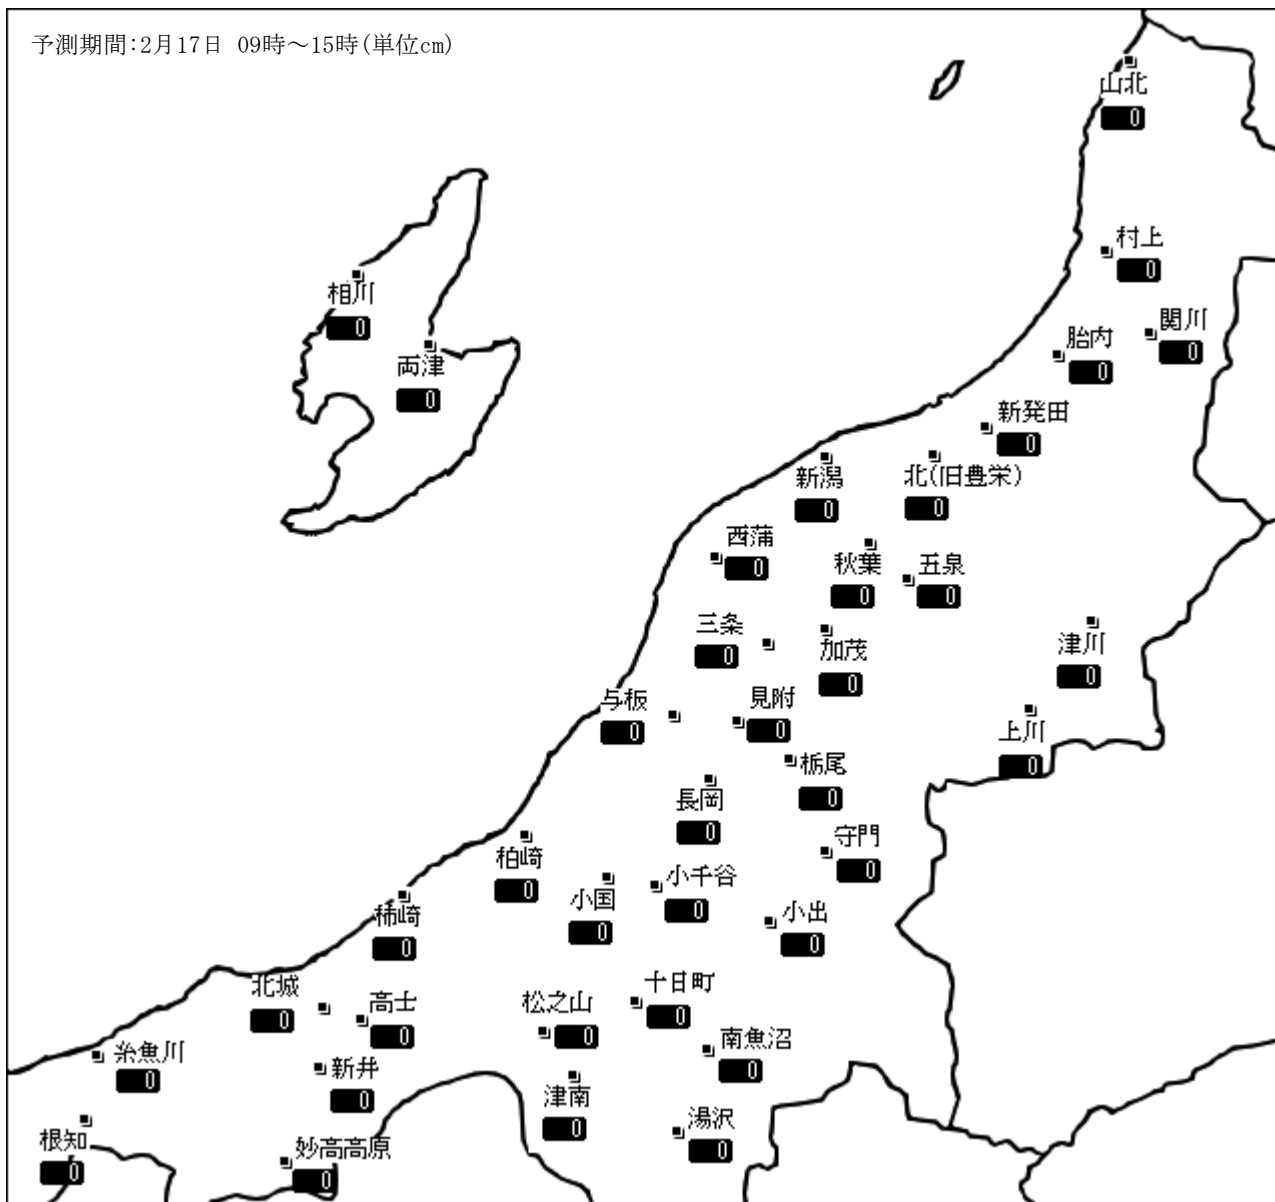 予測期間:2月17日 09時～15時(単位cm)
山北
0
村上
0
相川
0
関川
0
胎内
0
両津
0
新発田
0
新潟
0
北(旧豊栄)
0
西蒲
0
秋葉
0
五泉
0
三条
0
加茂
0
津川
0
与板
0
見附
0
上川
0
栃尾
0
長岡
0
守門
0
柏崎
0
小千谷
0
小国
0
小出
0
柿崎
0
北城
0
高士
0
松之山
0
十日町
0
南魚沼
0
糸魚川
0
新井
0
津南
0
湯沢
0
根知
0
妙高高原
0